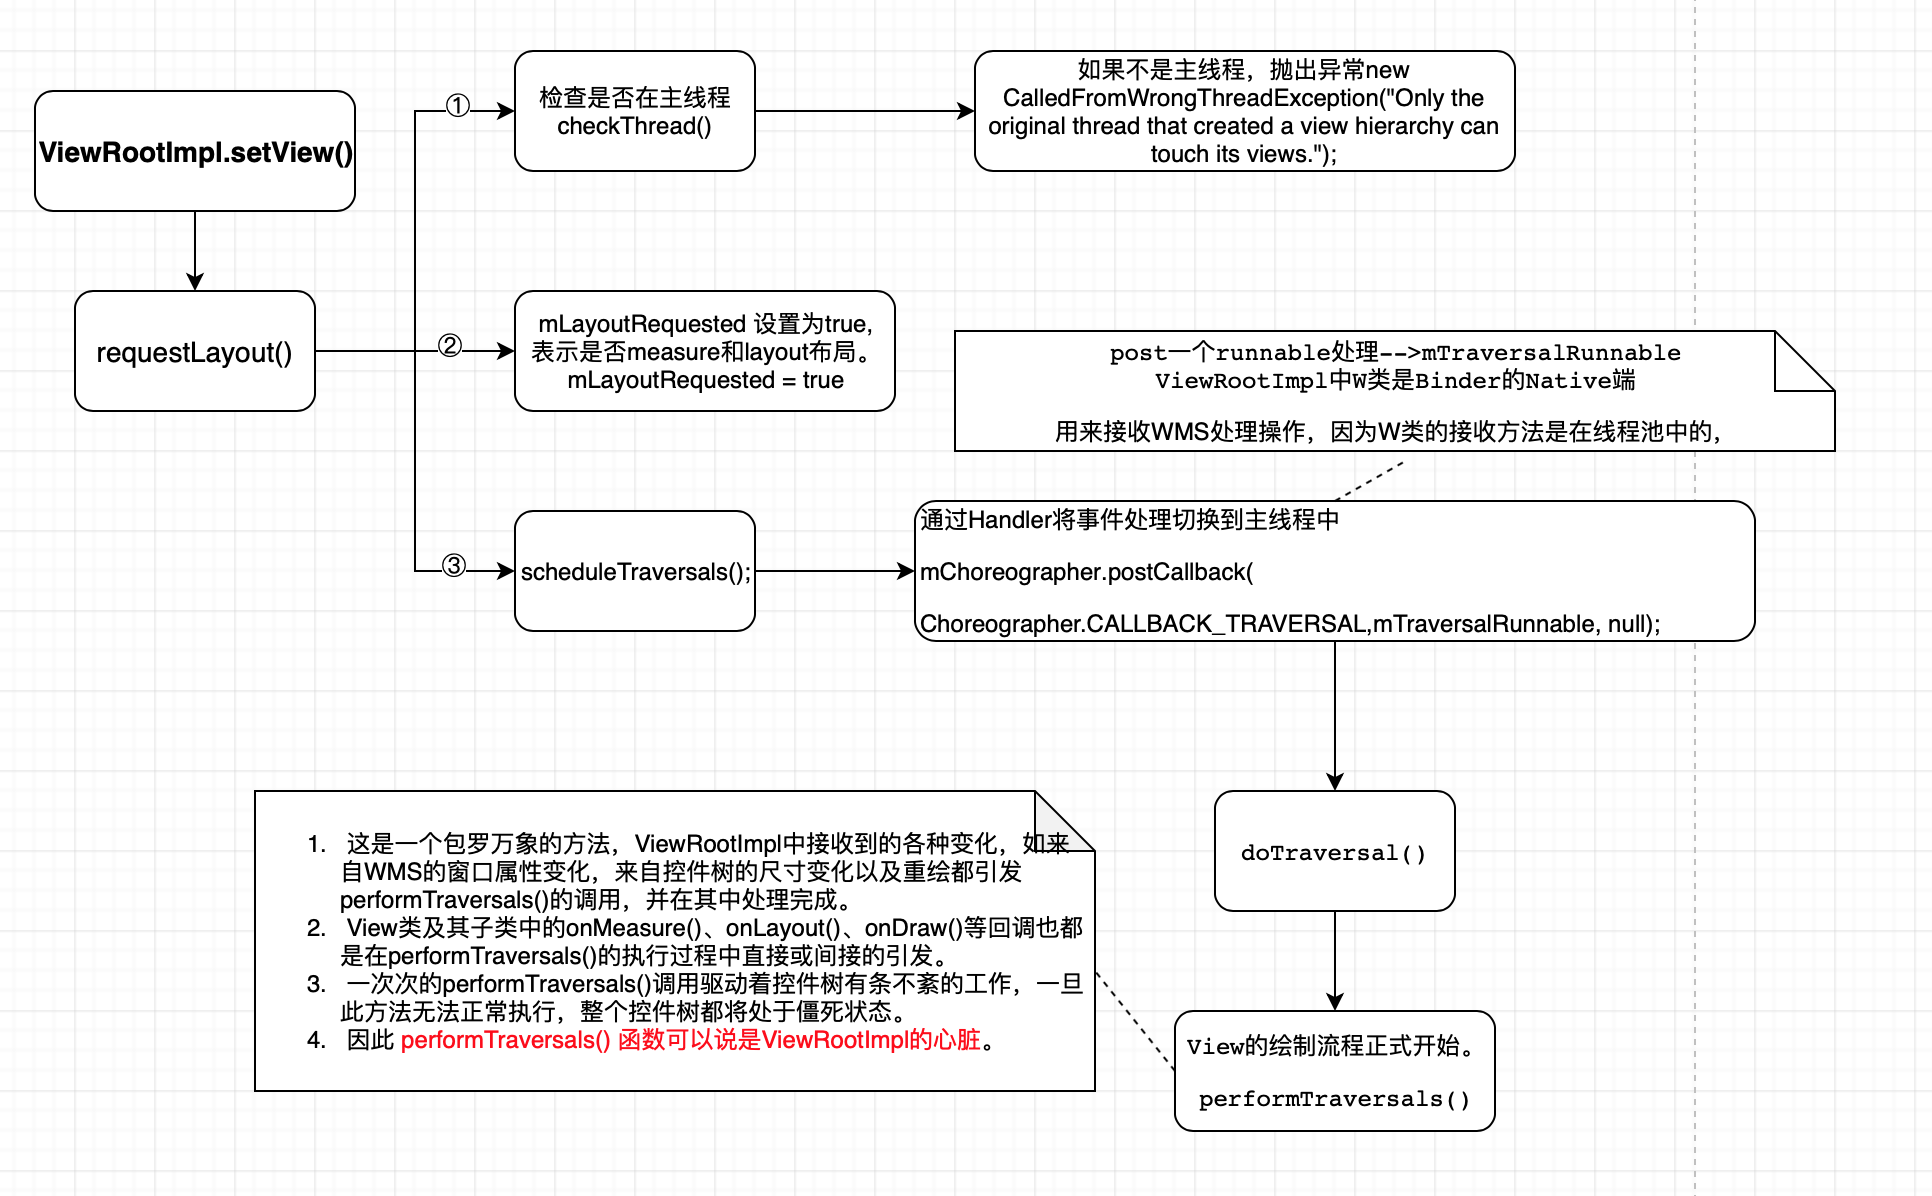 ViewRootImpl.setView()
requestLayout()
①
检查是否在主线程
checkThread()
如果不是主线程，抛出异常new
CalledFromWrongThreadException("Only the
original thread that created a view hierarchy can
touch its views.");
②
mLayoutRequested 设置为true,
表示是否measure和layout布局。
mLayoutRequested = true
post一个runnable处理-->mTraversalRunnable
ViewRootImpl中W类是Binder的Native端
用来接收WMS处理操作，因为W类的接收方法是在线程池中的，
③
scheduleTraversals();
通过Handler将事件处理切换到主线程中
mChoreographer.postCallback(
Choreographer.CALLBACK_TRAVERSAL,mTraversalRunnable, null);
doTraversal()
View的绘制流程正式开始。
performTraversals()
1. 这是一个包罗万象的方法，ViewRootImpl中接收到的各种变化，如来
自WMS的窗口属性变化，来自控件树的尺寸变化以及重绘都引发
performTraversals()的调用，并在其中处理完成。
2. View类及其子类中的onMeasure()、onLayout()、onDraw()等回调也都
是在performTraversals()的执行过程中直接或间接的引发。
3. 一次次的performTraversals()调用驱动着控件树有条不紊的工作，一旦
此方法无法正常执行，整个控件树都将处于僵死状态。
4. 因此 performTraversals() 函数可以说是ViewRootImpl的心脏。